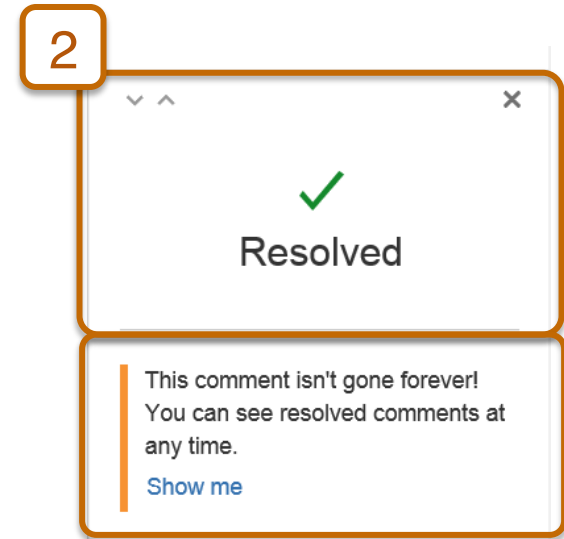 2
Resolved
This comment isn't gone forever!
You can see resolved comments at
any time.
Show me